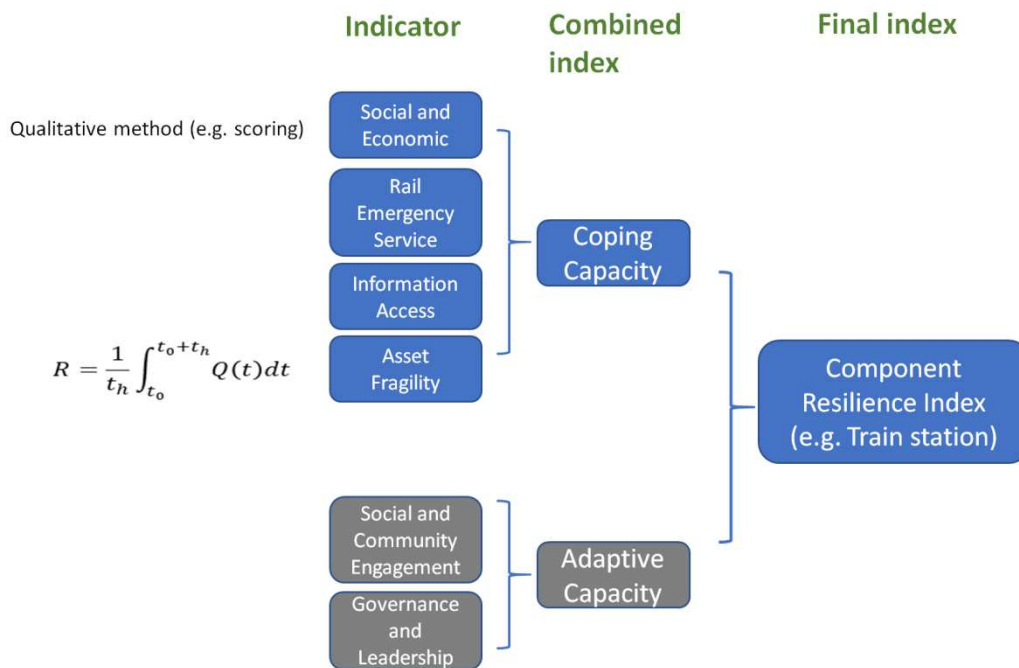 Indicator
Combined
index
Final index
Qualitative method (e.g. scoring)
Social and
Economic
Rail
Emergency
Service
Information
Access
R = \frac{1}{t_h} \int_{t_0}^{t_0+t_h} Q(t)dt
Asset
Fragility
Coping
Capacity
Component
Resilience Index
(e.g. Train station)
Social and
Community
Engagement
Governance
and
Leadership
Adaptive
Capacity